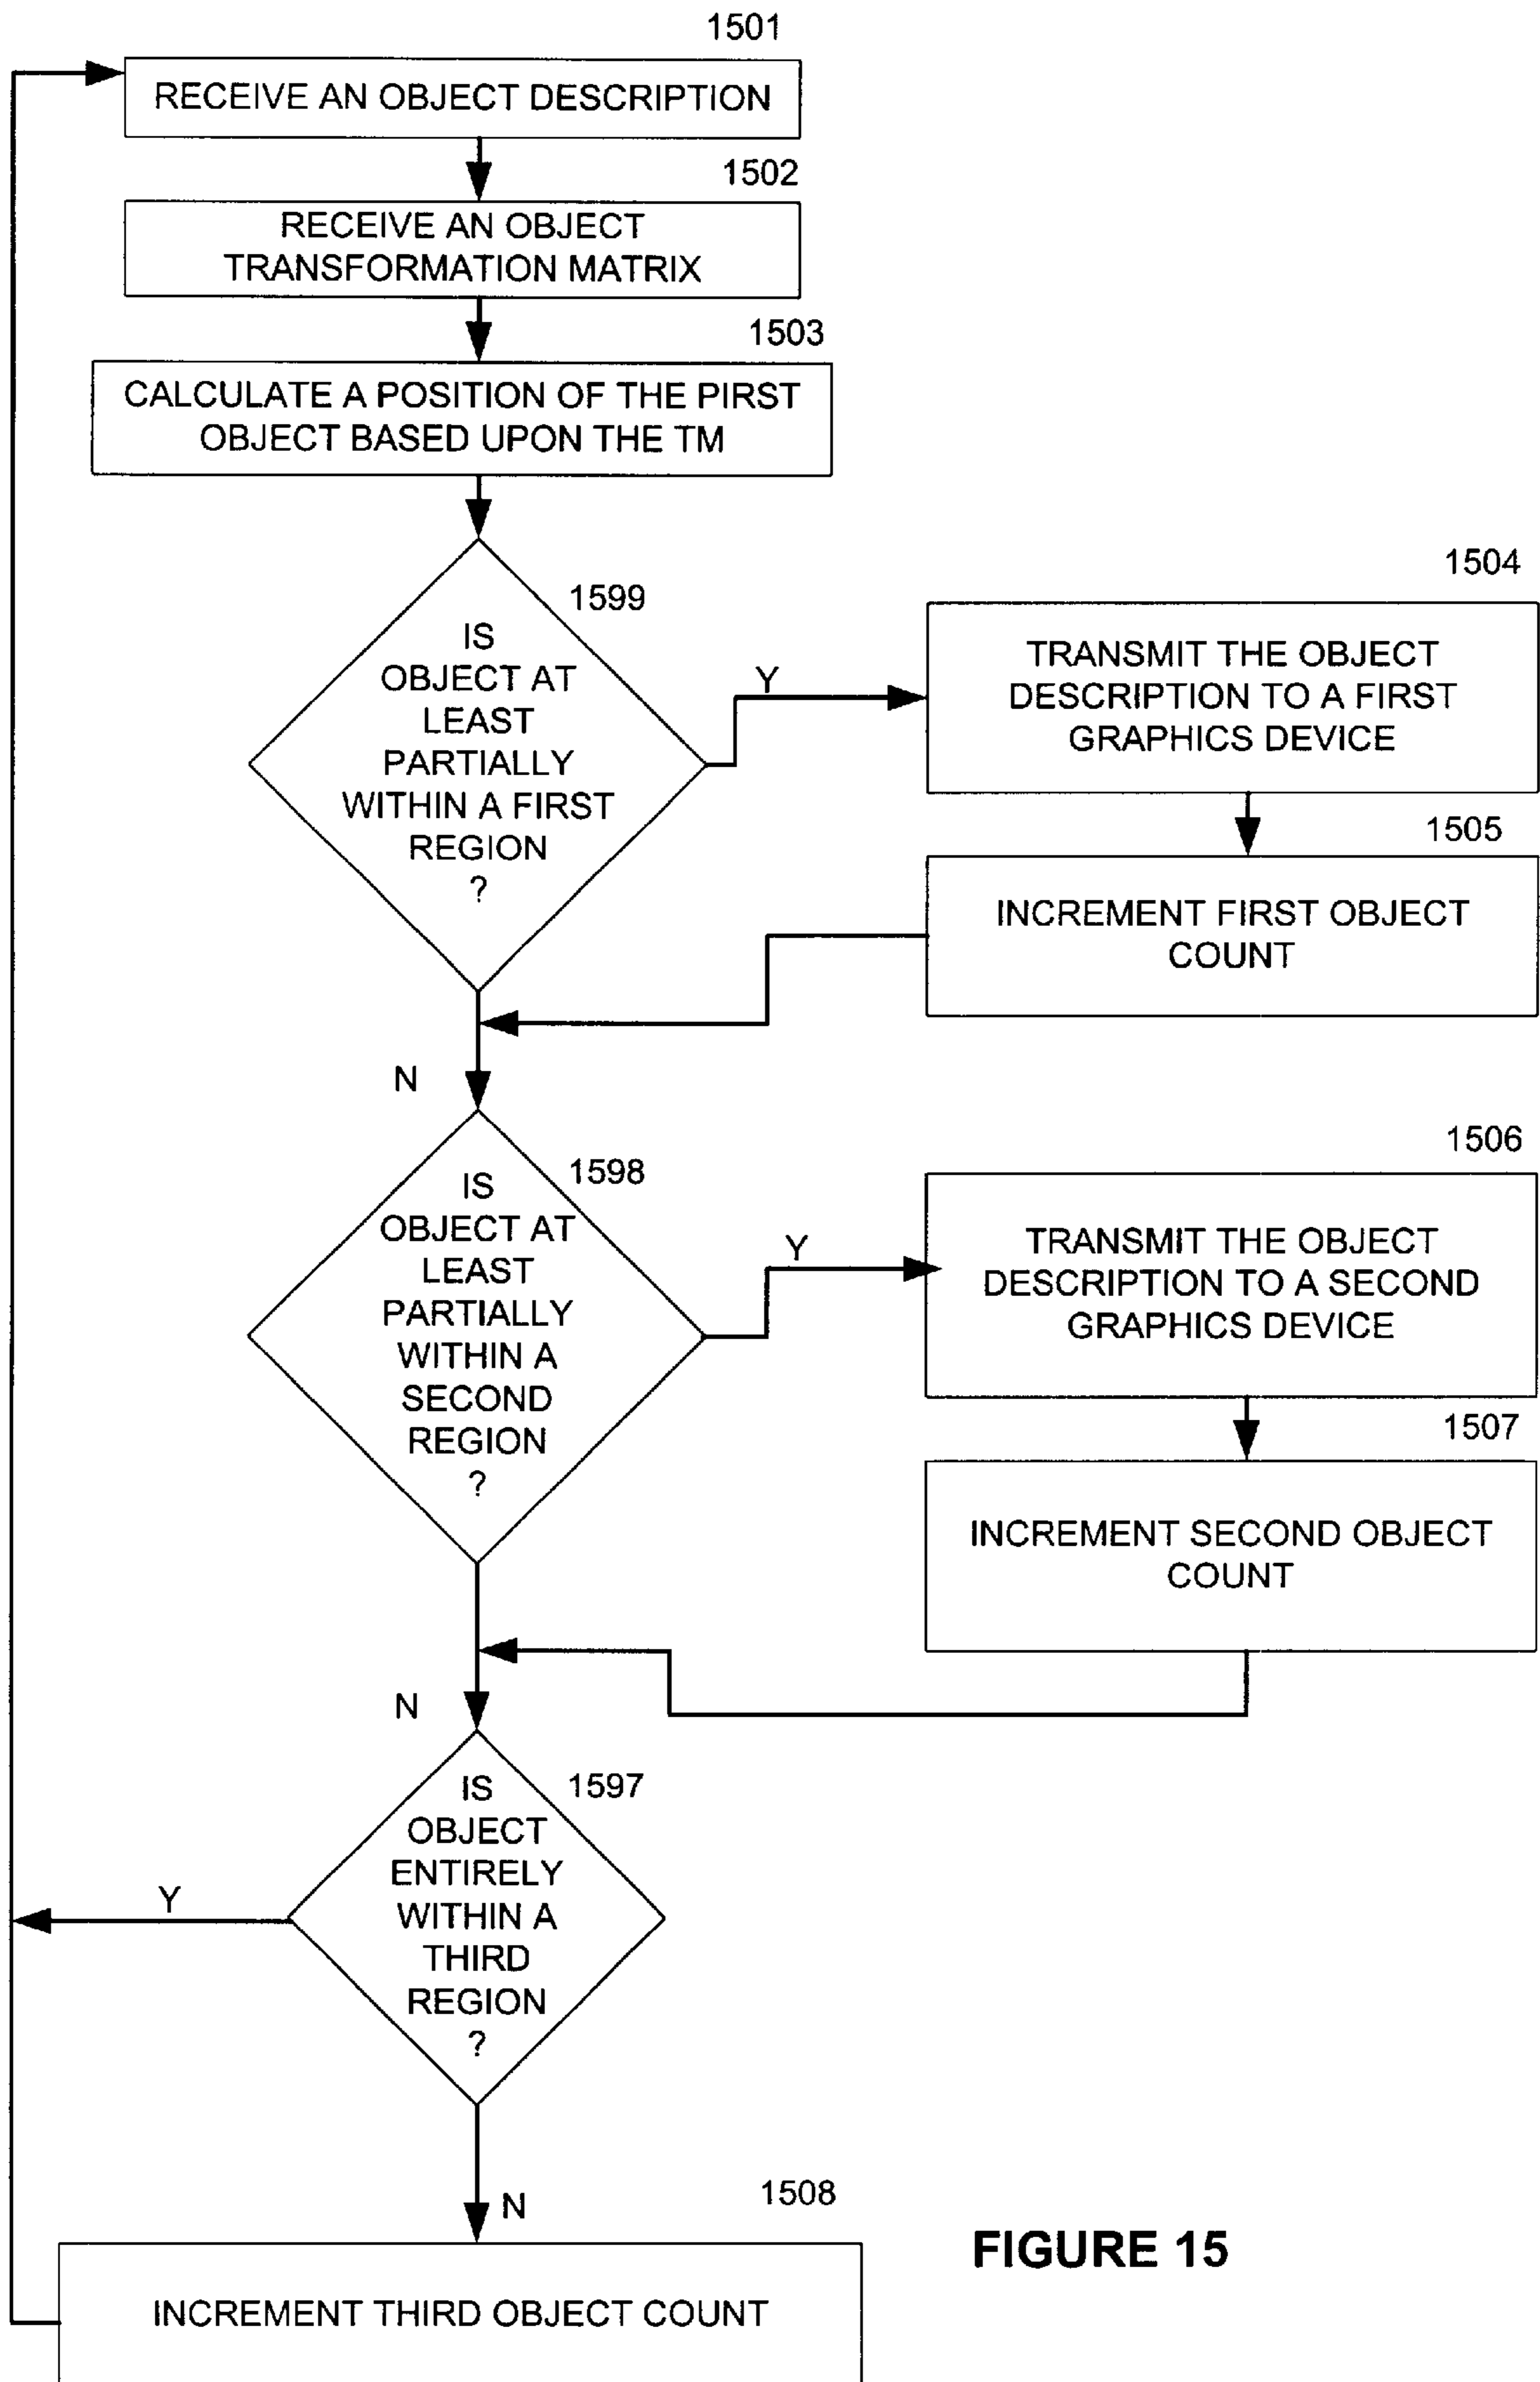 1501
RECEIVE AN OBJECT DESCRIPTION
1502
RECEIVE AN OBJECT
TRANSFORMATION MATRIX
1503
CALCULATE A POSITION OF THE PIRST
OBJECT BASED UPON THE TM
1599
IS
OBJECT AT
LEAST
PARTIALLY
WITHIN A FIRST
REGION
?
Y
1504
TRANSMIT THE OBJECT
DESCRIPTION TO A FIRST
GRAPHICS DEVICE
1505
INCREMENT FIRST OBJECT
COUNT
N
1598
IS
OBJECT AT
LEAST
PARTIALLY
WITHIN A
SECOND
REGION
?
Y
1506
TRANSMIT THE OBJECT
DESCRIPTION TO A SECOND
GRAPHICS DEVICE
1507
INCREMENT SECOND OBJECT
COUNT
N
1597
IS
OBJECT
ENTIRELY
WITHIN A
THIRD
REGION
?
Y
N
1508
INCREMENT THIRD OBJECT COUNT
FIGURE 15